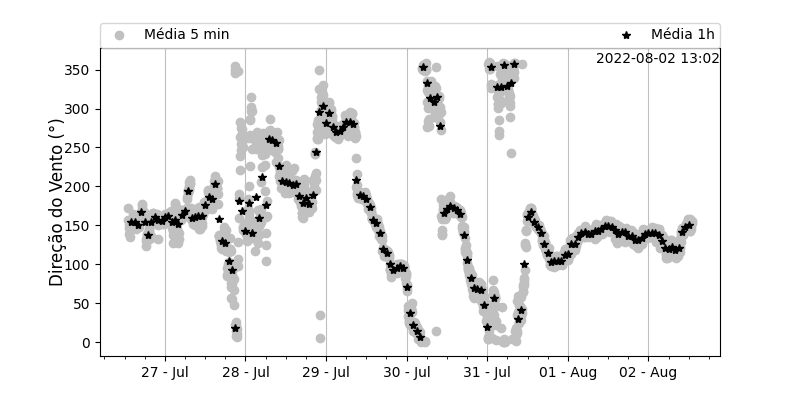 Média 5 min
Média 1h
2022-08-02 13:02
Direção do Vento (°)
350
300
250
200
150
100
50
0
27 - Jul
28 - Jul
29 - Jul
30 - Jul
31 - Jul
01 - Aug
02 - Aug